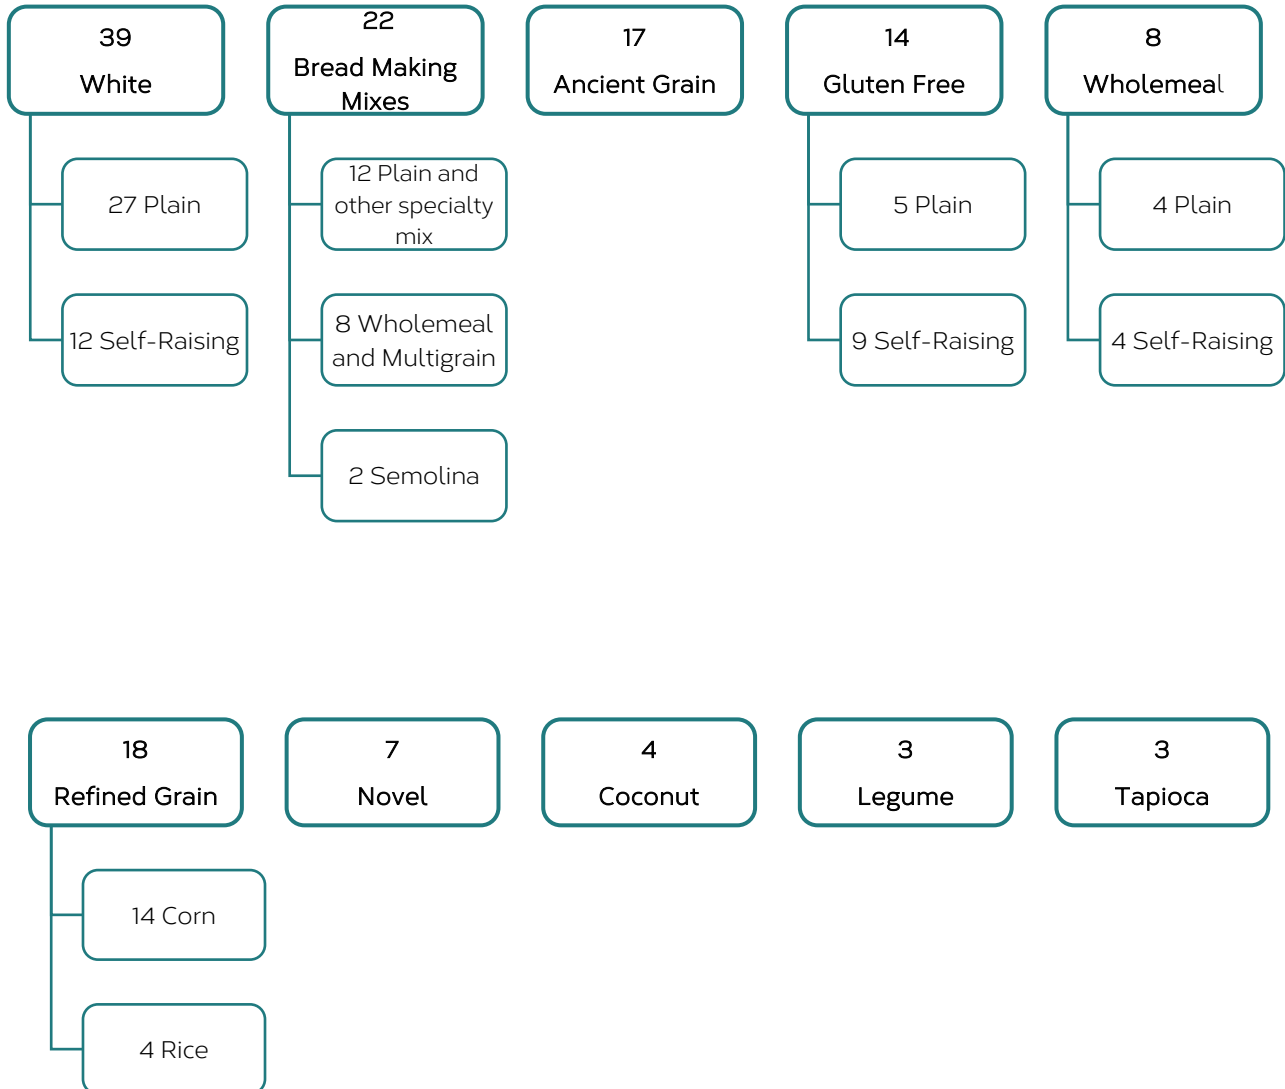 39
White
27 Plain
12 Self-Raising
22
Bread Making
Mixes
12 Plain and
other specialty
mix
8 Wholemeal
and Multigrain
2 Semolina
17
Ancient Grain
14
Gluten Free
5 Plain
9 Self-Raising
8
Wholemeal
4 Plain
4 Self-Raising
18
Refined Grain
14 Corn
4 Rice
7
Novel
4
Coconut
3
Legume
3
Tapioca